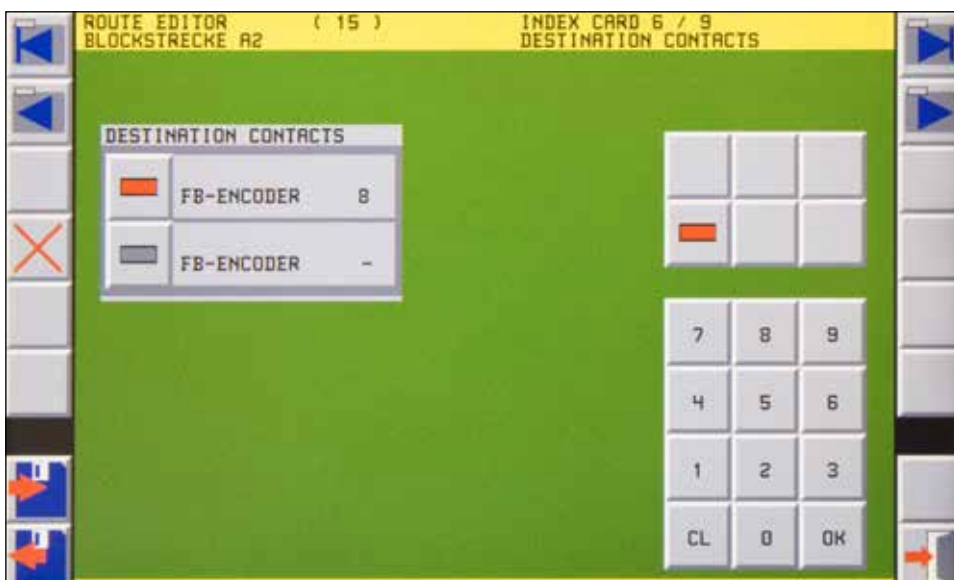 ROUTE EDITOR ( 15 )
BLOCKSTRECKE A2
INDEX CARD 6 / 9
DESTINATION CONTACTS
DESTINATION CONTACTS
FB-ENCODER 8
FB-ENCODER -
7 8 9
4 5 6
1 2 3
CL 0 OK